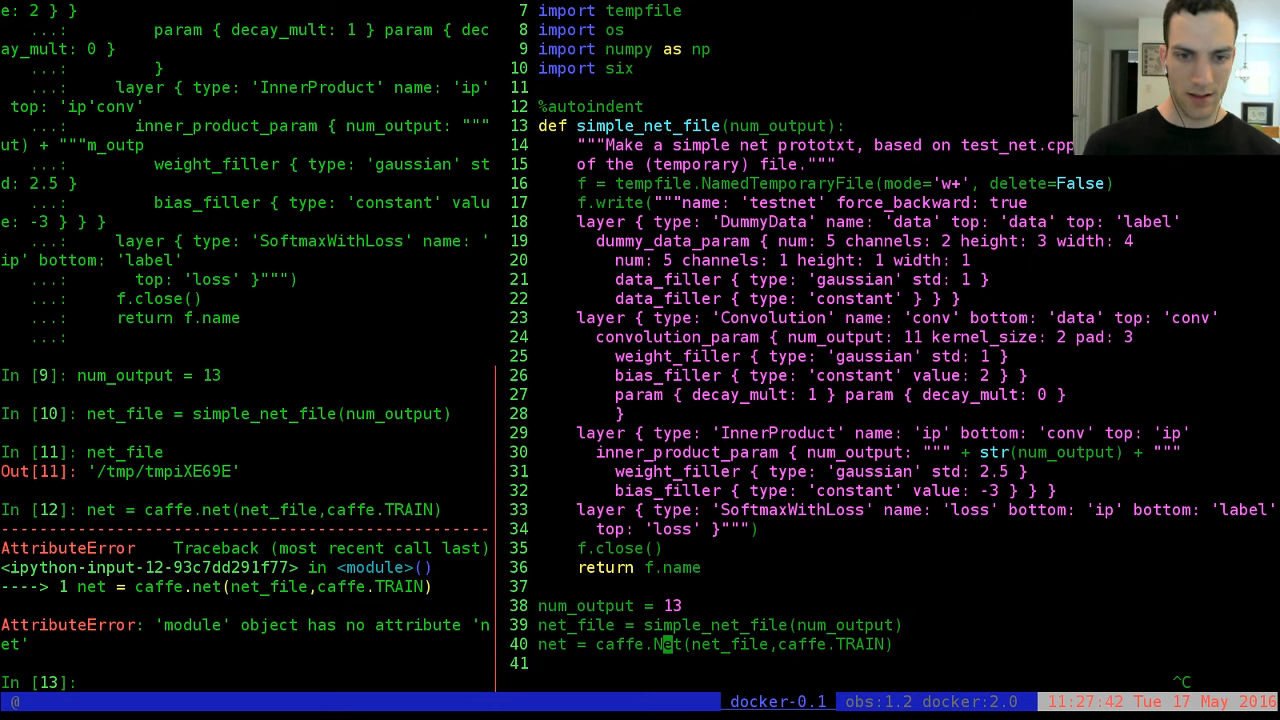 e: 2 } }
...: param { decay_mult: 1 } param { dec
ay_mult: 0 }
...: }
...: layer { type: 'InnerProduct' name: 'ip'
top: 'ip'conv'
...: inner_product_param { num_output: """
ut) + """m_outp
...: weight_filler { type: 'gaussian' st
d: 2.5 }
...: bias_filler { type: 'constant' valu
e: -3 } } }
...: layer { type: 'SoftmaxWithLoss' name: '
ip' bottom: 'label'
...: top: 'loss' }""")
...: f.close()
...: return f.name
...:
In [9]: num_output = 13
In [10]: net_file = simple_net_file(num_output)
In [11]: net_file
Out[11]: '/tmp/tmpiXE69E'
In [12]: net = caffe.net(net_file,caffe.TRAIN)
---------------------------------------------------
AttributeError Traceback (most recent call last)
<ipython-input-12-93c7dd291f77> in <module>()
----> 1 net = caffe.net(net_file,caffe.TRAIN)
AttributeError: 'module' object has no attribute 'n
et'
In [13]:
7 import tempfile
8 import os
9 import numpy as np
10 import six
11
12 %autoindent
13 def simple_net_file(num_output):
14 """Make a simple net prototxt, based on test_net.cpp
15 of the (temporary) file."""
16 f = tempfile.NamedTemporaryFile(mode='w+', delete=False)
17 f.write("""name: 'testnet' force_backward: true
18 layer { type: 'DummyData' name: 'data' top: 'data' top: 'label'
19 dummy_data_param { num: 5 channels: 2 height: 3 width: 4
20 num: 5 channels: 1 height: 1 width: 1
21 data_filler { type: 'gaussian' std: 1 }
22 data_filler { type: 'constant' } } }
23 layer { type: 'Convolution' name: 'conv' bottom: 'data' top: 'conv'
24 convolution_param { num_output: 11 kernel_size: 2 pad: 3
25 weight_filler { type: 'gaussian' std: 1 }
26 bias_filler { type: 'constant' value: 2 } }
27 param { decay_mult: 1 } param { decay_mult: 0 }
28 }
29 layer { type: 'InnerProduct' name: 'ip' bottom: 'conv' top: 'ip'
30 inner_product_param { num_output: """ + str(num_output) + """
31 weight_filler { type: 'gaussian' std: 2.5 }
32 bias_filler { type: 'constant' value: -3 } } }
33 layer { type: 'SoftmaxWithLoss' name: 'loss' bottom: 'ip' bottom: 'label'
34 top: 'loss' }""")
35 f.close()
36 return f.name
37
38 num_output = 13
39 net_file = simple_net_file(num_output)
40 net = caffe.Net(net_file,caffe.TRAIN)
41
^C
@ docker-0.1 obs:1.2 docker:2.0 11:27:42 Tue 17 May 2016